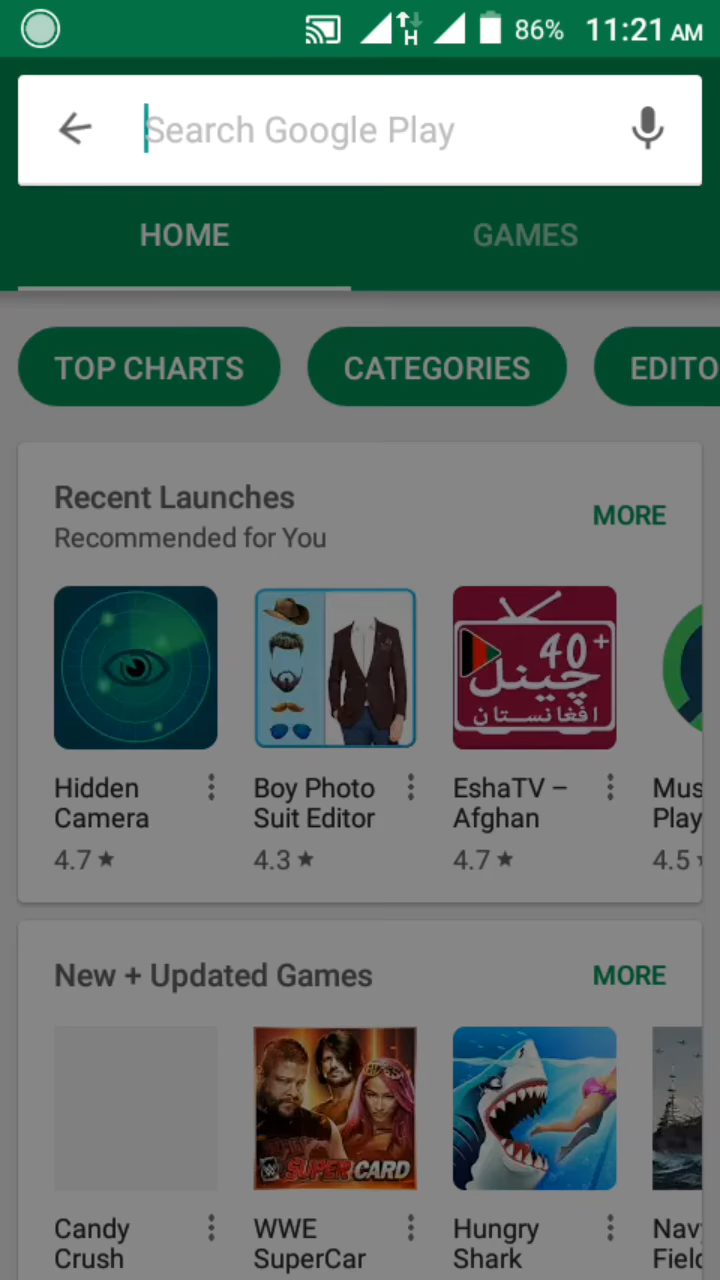 H 86% 11:21 AM
Search Google Play
HOME GAMES
TOP CHARTS CATEGORIES EDITO
Recent Launches
Recommended for You
MORE
40+
چینل
افغانستان
Hidden
Camera
4.7 ★
Boy Photo
Suit Editor
4.3 ★
EshaTV –
Afghan
4.7 ★
Mus
Play
4.5
New + Updated Games
MORE
W SUPERCARD
Candy
Crush
WWE
SuperCar
Hungry
Shark
Nav
Field